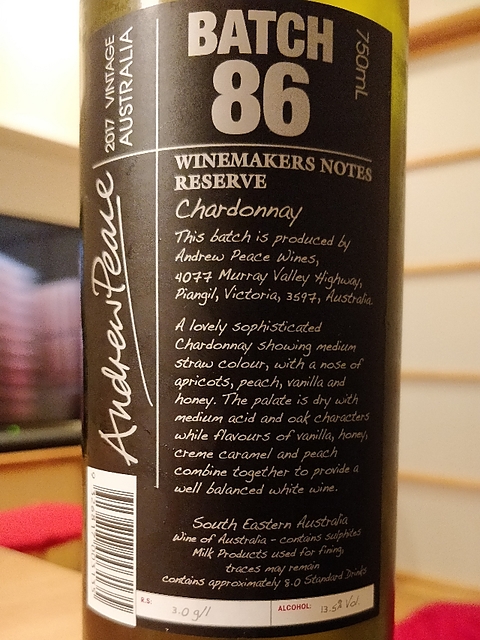 BATCH
86
750mL
2017 VINTAGE
AUSTRALIA
Andrew Peace
WINEMAKERS NOTES
RESERVE
Chardonnay
This batch is produced by
Andrew Peace Wines,
4077 Murray Valley Highway,
Piangil, Victoria, 3597, Australia.
A lovely sophisticated
Chardonnay showing medium
straw colour, with a nose of
apricots, peach, vanilla and
honey. The palate is dry with
medium acid and oak characters
while flavours of vanilla, honey,
creme caramel and peach
combine together to provide a
well balanced white wine.
South Eastern Australia
Wine of Australia - contains sulphites
Milk Products used for fining,
traces may remain
contains approximately 8.0 Standard Drinks
R.S: 3.0 g/l
ALCOHOL: 13.5% Vol.